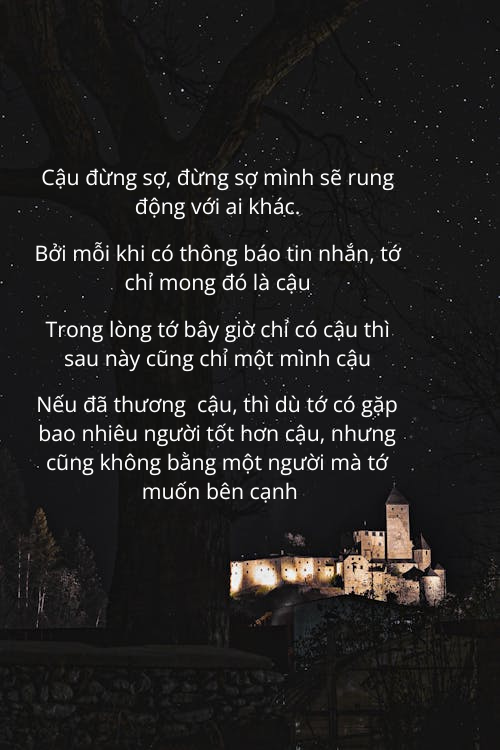 Cậu đừng sợ, đừng sợ mình sẽ rung
động với ai khác.
Bởi mỗi khi có thông báo tin nhắn, tớ
chỉ mong đó là cậu
Trong lòng tớ bây giờ chỉ có cậu thì
sau này cũng chỉ một mình cậu
Nếu đã thương  cậu, thì dù tớ có gặp
bao nhiêu người tốt hơn cậu, nhưng
cũng không bằng một người mà tớ
muốn bên cạnh